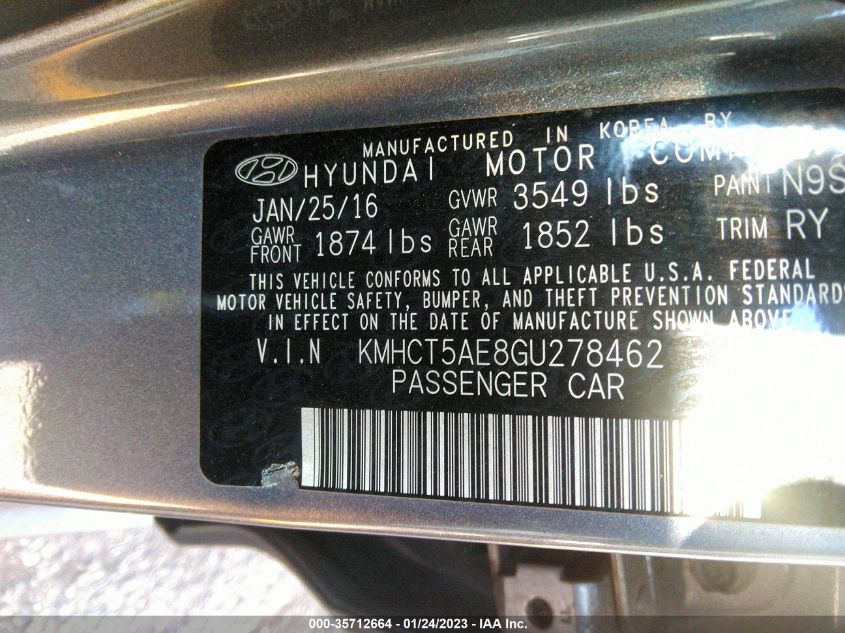 MANUFACTURED IN KOREA BY
HYUNDAI MOTOR
JAN/25/16 GVWR 3549 lbs PAINT N9S
GAWR FRONT 1874 lbs GAWR REAR 1852 lbs TRIM RY
THIS VEHICLE CONFORMS TO ALL APPLICABLE U.S.A. FEDERAL
MOTOR VEHICLE SAFETY, BUMPER, AND THEFT PREVENTION STANDARDS
IN EFFECT ON THE DATE OF MANUFACTURE SHOWN ABOVE
V.I.N KMHCT5AE8GU278462
PASSENGER CAR
000-35712664 - 01/24/2023 - IAA Inc.